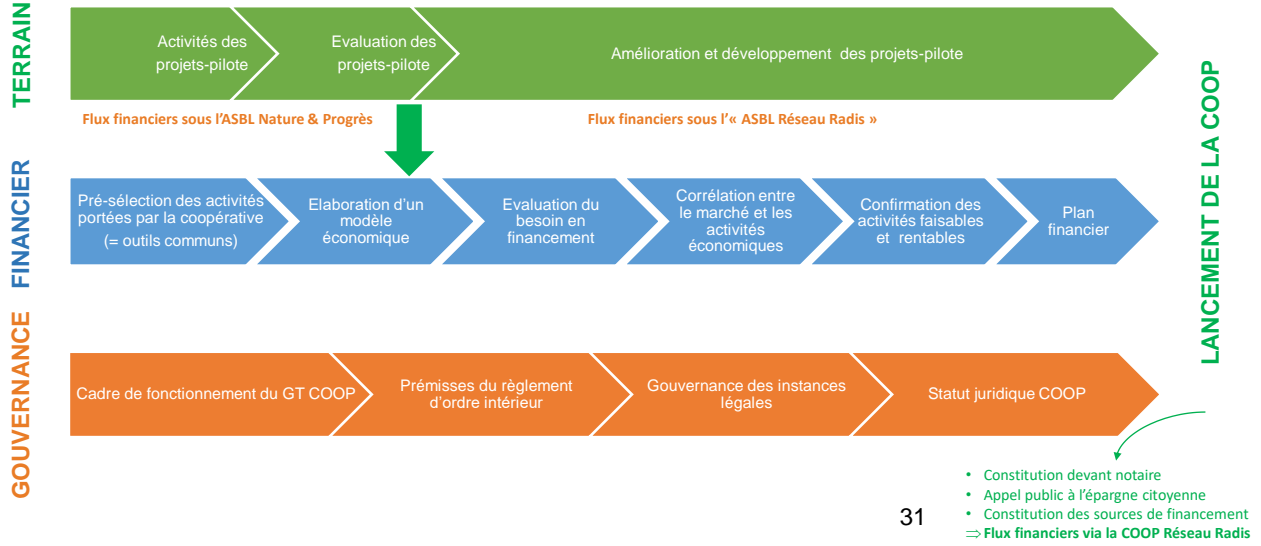 TERRAIN
Activités des
projets-pilote
Evaluation des
projets-pilote
Amélioration et développement des projets-pilote
Flux financiers sous l'ASBL Nature & Progrès
Flux financiers sous l'« ASBL Réseau Radis »
FINANCIER
Pré-sélection des activités
portées par la coopérative
(= outils communs)
Elaboration d'un
modèle
économique
Evaluation du
besoin en
financement
Corrélation entre
le marché et les
activités
économiques
Confirmation des
activités faisables
et rentables
Plan
financier
GOUVERNANCE
Cadre de fonctionnement du GT COOP
Prémisses du règlement
d'ordre intérieur
Gouvernance des instances
légales
Statut juridique COOP
LANCEMENT DE LA COOP
• Constitution devant notaire
• Appel public à l'épargne citoyenne
• Constitution des sources de financement
⇒ Flux financiers via la COOP Réseau Radis
31